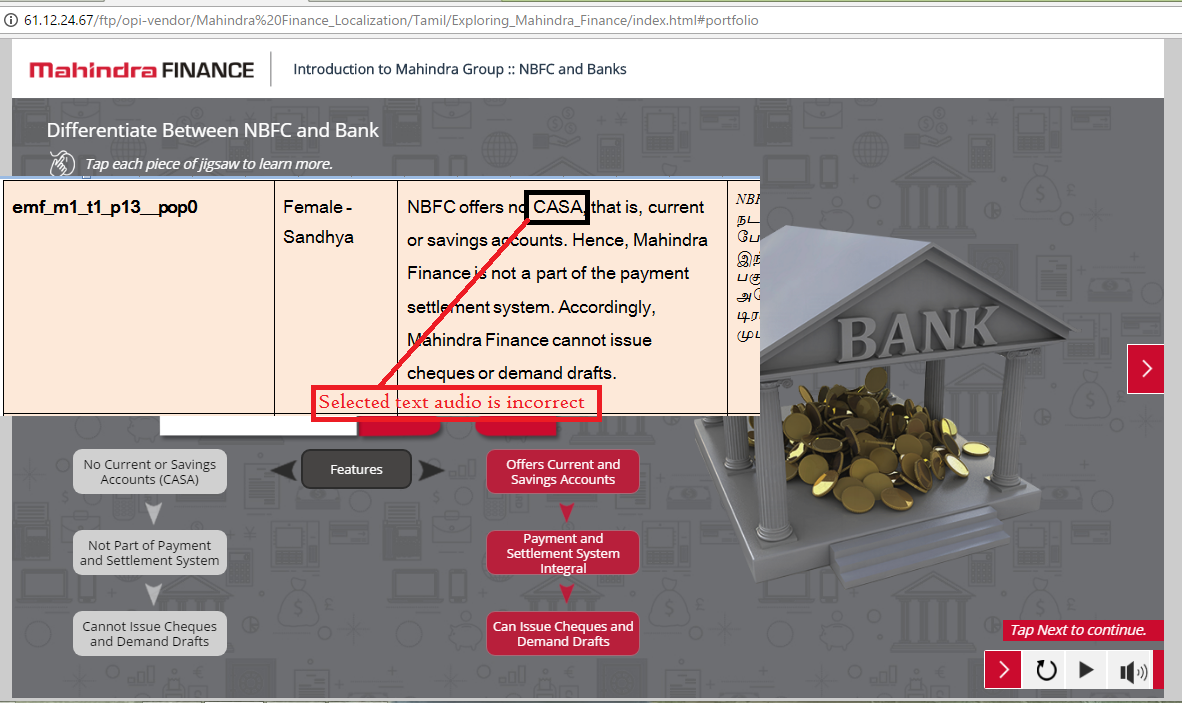 61.12.24.67/ftp/opi-vendor/Mahindra%20Finance_Localization/Tamil/Exploring_Mahindra_Finance/index.html#portfolio
Mahindra FINANCE
Introduction to Mahindra Group :: NBFC and Banks
Differentiate Between NBFC and Bank
Tap each piece of jigsaw to learn more.
emf_m1_t1_p13__pop0
Female -
Sandhya
NBFC offers no CASA, that is, current
or savings accounts. Hence, Mahindra
Finance is not a part of the payment
settlement system. Accordingly,
Mahindra Finance cannot issue
cheques or demand drafts.
Selected text audio is incorrect
BANK
No Current or Savings
Accounts (CASA)
Features
Offers Current and
Savings Accounts
Not Part of Payment
and Settlement System
Payment and
Settlement System
Integral
Cannot Issue Cheques
and Demand Drafts
Can Issue Cheques and
Demand Drafts
Tap Next to continue.